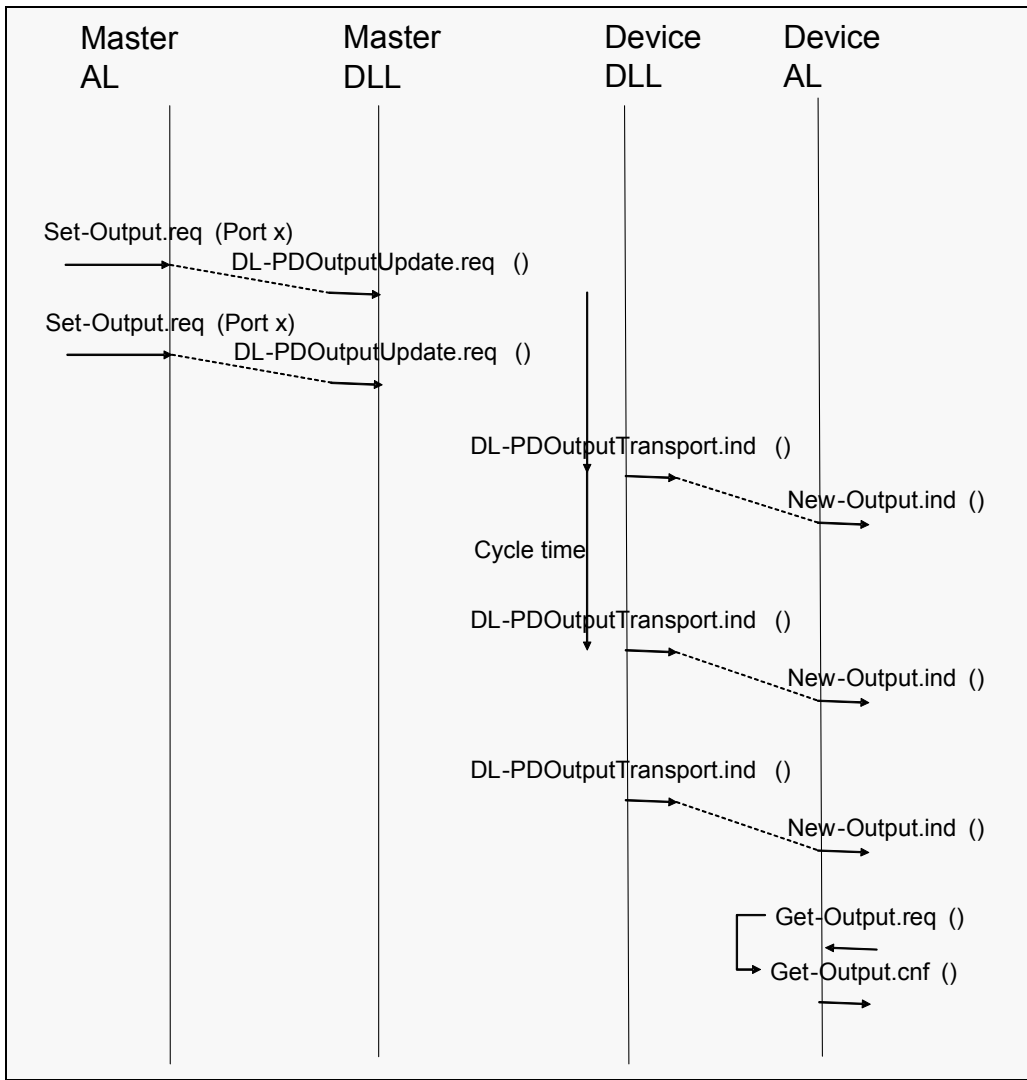 Master AL
Master DLL
Device DLL
Device AL
Set-Output.req (Port x)
DL-PDOutputUpdate.req ()
Set-Output.req (Port x)
DL-PDOutputUpdate.req ()
DL-PDOutputTransport.ind ()
New-Output.ind ()
Cycle time
DL-PDOutputTransport.ind ()
New-Output.ind ()
DL-PDOutputTransport.ind ()
New-Output.ind ()
Get-Output.req ()
Get-Output.cnf ()